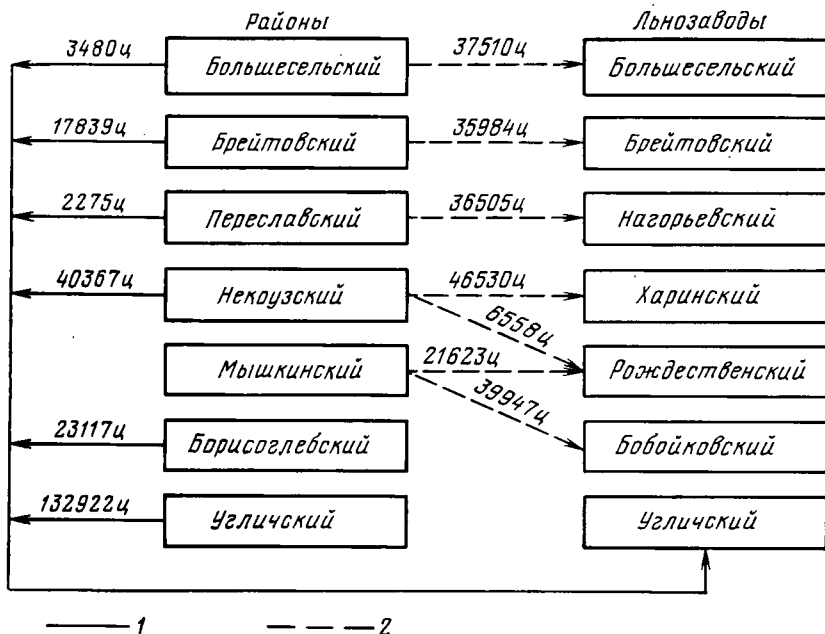 Районы Льнозаводы
3480ц Большесельский 37510ц Большесельский
17839ц Брейтовский 35984ц Брейтовский
2275ц Переславский 36505ц Нагорьевский
40367ц Некоузский 46530ц Харинский
6558ц
Мышкинский 21623ц Рождественский
39947ц
23117ц Борисоглебский Бобойковский
132922ц Угличский Угличский
1 2